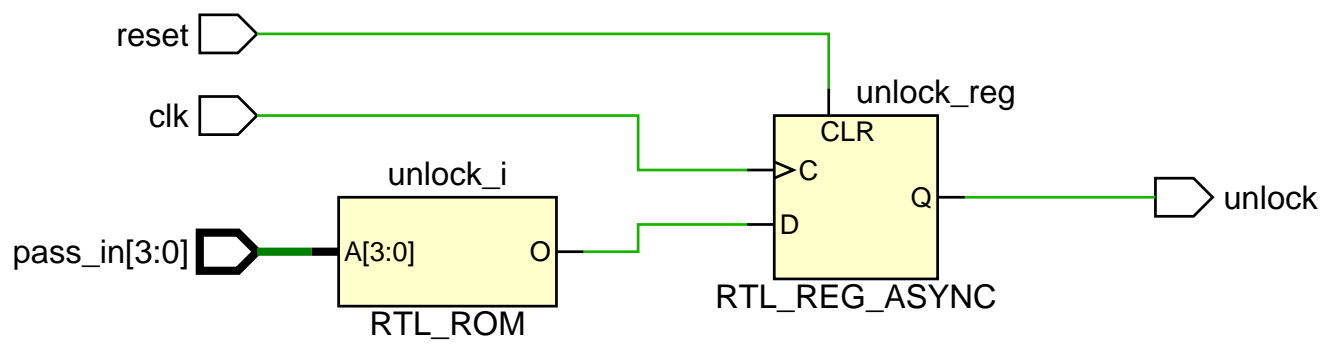 reset
unlock_reg
CLR
clk
C
unlock_i
Q
unlock
D
pass_in[3:0]
A[3:0]
O
RTL_REG_ASYNC
RTL_ROM